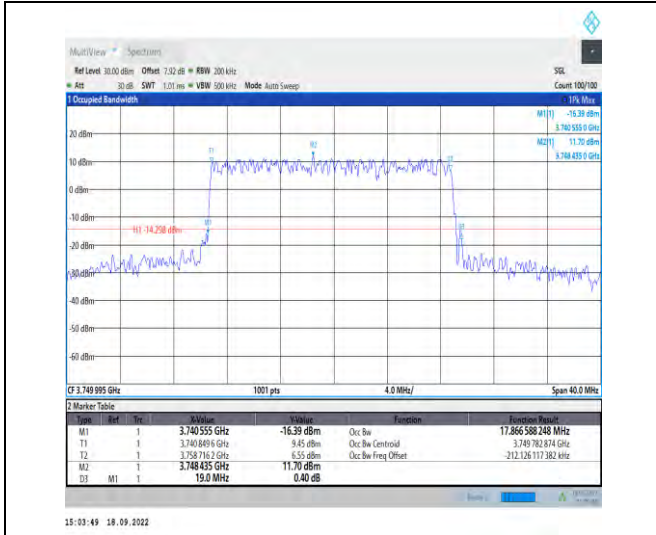 MultiView Spectrum
Ref Level 30.00 dBm Offset 7.92 dB RBW 200 kHz SGL
Att 30 dB SWT 1.01 ms VBW 500 kHz Mode Auto Sweep Count 100/100
1 Occupied Bandwidth 1Pk Max
M1[1] -16.39 dBm
3.740 555 0 GHz
20 dBm
M2[1] 11.70 dBm
3.748 435 0 GHz
M2
T1
T2
10 dBm
0 dBm
-10 dBm
H1 -14.258 dBm
M1
-20 dBm
-30 dBm
-40 dBm
-50 dBm
-60 dBm
CF 3.749 995 GHz 1001 pts 4.0 MHz/ Span 40.0 MHz
2 Marker Table
Type Ref Trc X-Value Y-Value Function Function Result
M1 1 3.740 555 GHz -16.39 dBm Occ Bw 17.866 588 248 MHz
T1 1 3.740 849 6 GHz 9.45 dBm Occ Bw Centroid 3.749 782 874 GHz
T2 1 3.758 716 2 GHz 6.55 dBm Occ Bw Freq Offset -212.126 117 382 kHz
M2 1 3.748 435 GHz 11.70 dBm
D3 M1 1 19.0 MHz 0.40 dB
15:03:49 18.09.2022